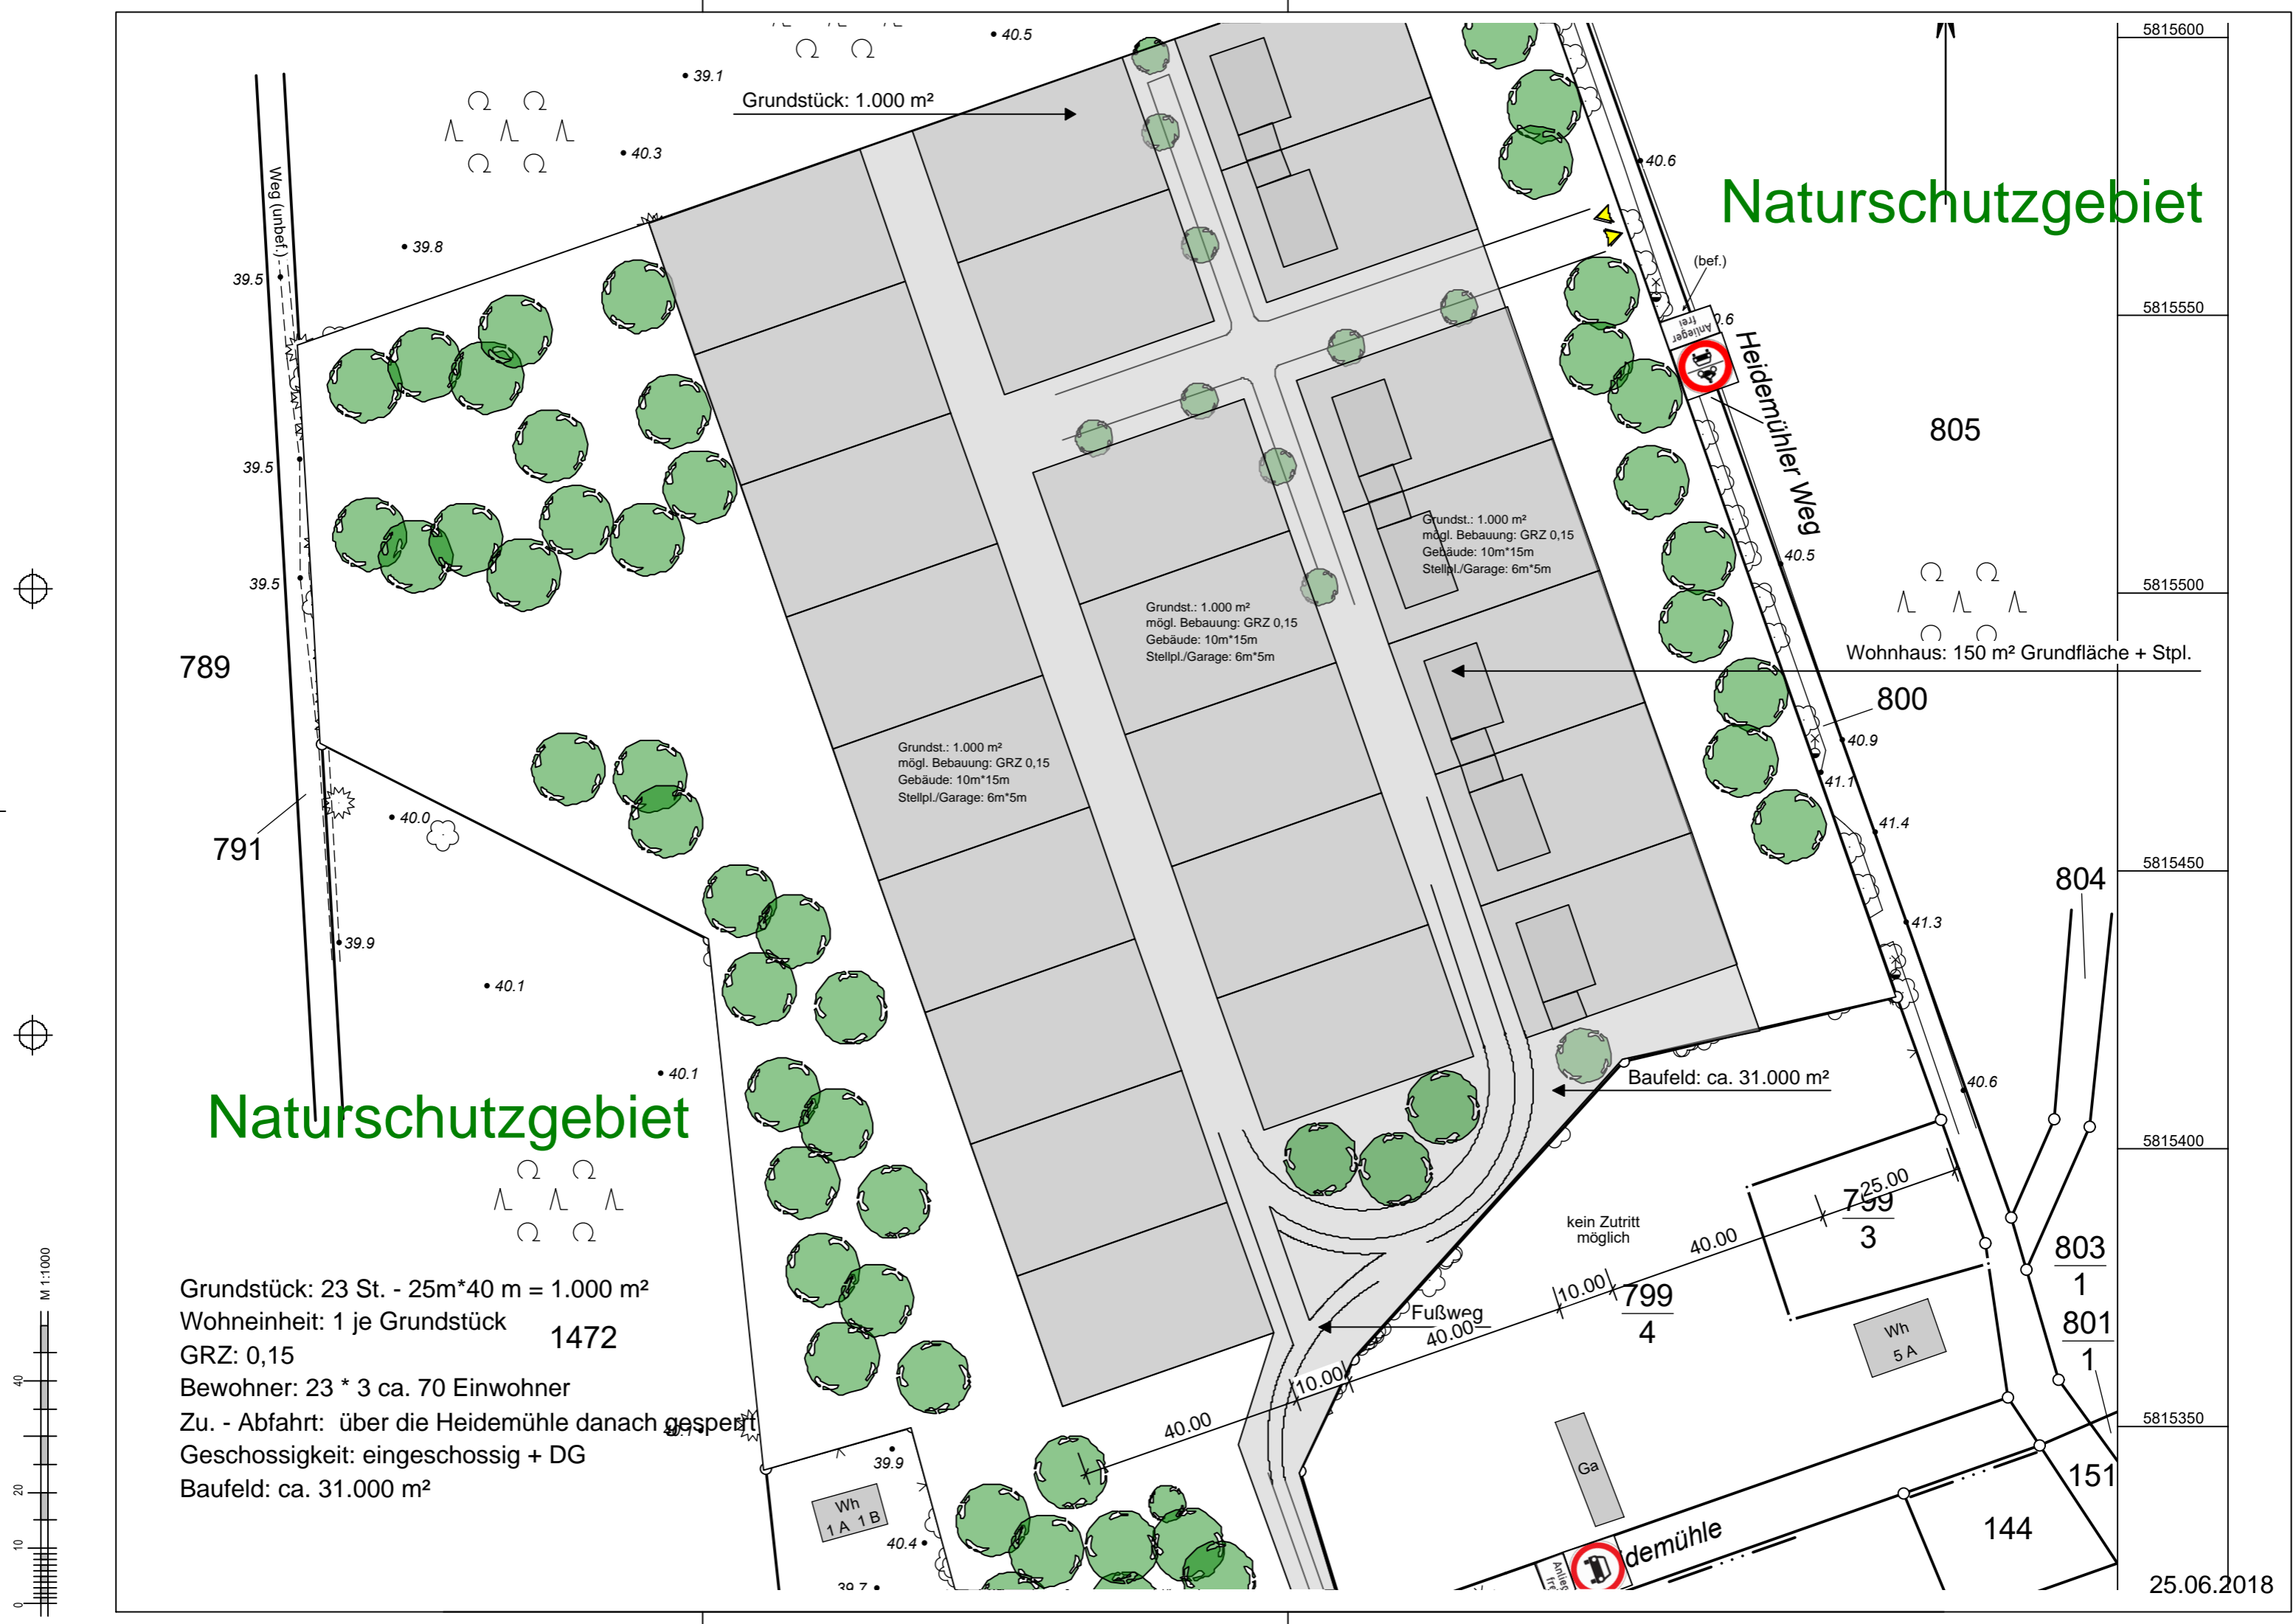 40.5
5815600
39.1
Grundstück: 1.000 m²
40.3
40.6
Weg (unbef.)
Naturschutzgebiet
39.8
39.5
(bef.)
5815550
Anlieger
frei
Heidemühler Weg
805
39.5
Grundst.: 1.000 m²
mögl. Bebauung: GRZ 0,15
Gebäude: 10m*15m
Stellpl./Garage: 6m*5m
40.5
39.5
5815500
Grundst.: 1.000 m²
mögl. Bebauung: GRZ 0,15
Gebäude: 10m*15m
Stellpl./Garage: 6m*5m
789
Wohnhaus: 150 m² Grundfläche + Stpl.
800
40.9
Grundst.: 1.000 m²
mögl. Bebauung: GRZ 0,15
Gebäude: 10m*15m
Stellpl./Garage: 6m*5m
41.1
40.0
41.4
791
5815450
804
41.3
39.9
40.1
40.1
Baufeld: ca. 31.000 m²
40.6
Naturschutzgebiet
5815400
25.00
799
3
kein Zutritt
möglich
40.00
803
1
M 1:1000
Grundstück: 23 St. - 25m*40 m = 1.000 m²
10.00
799
4
Wohneinheit: 1 je Grundstück
1472
Fußweg
40.00
801
1
Wh
5 A
GRZ: 0,15
Bewohner: 23 * 3 ca. 70 Einwohner
10.00
40
Zu. - Abfahrt:  über die Heidemühle danach gesperrt
40.00
5815350
Geschossigkeit: eingeschossig + DG
39.9
Ga
151
Baufeld: ca. 31.000 m²
20
Wh
1 A 1 B
144
40.4
10
demühle
39.7
0
25.06.2018